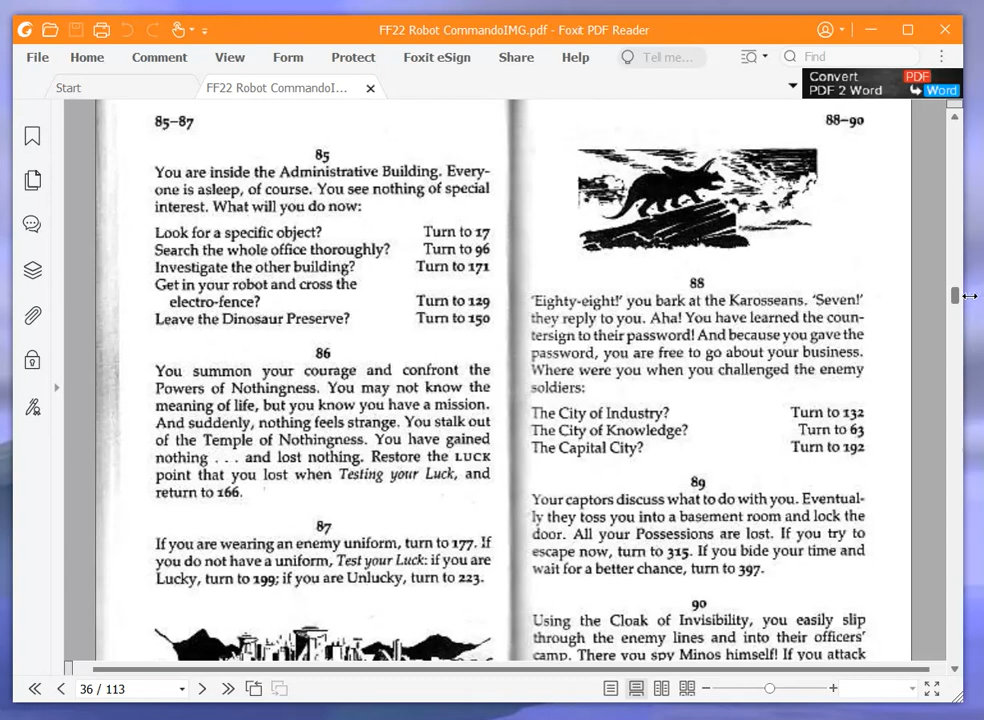 FF22 Robot CommandoIMG.pdf - Foxit PDF Reader
File Home Comment View Form Protect Foxit eSign Share Help Tell me... Find
Start
FF22 Robot CommandoI...
Convert PDF
PDF 2 Word Word
85–87
85
You are inside the Administrative Building. Every-
one is asleep, of course. You see nothing of special
interest. What will you do now:
Look for a specific object? Turn to 17
Search the whole office thoroughly? Turn to 96
Investigate the other building? Turn to 171
Get in your robot and cross the
electro-fence? Turn to 129
Leave the Dinosaur Preserve? Turn to 150
86
You summon your courage and confront the
Powers of Nothingness. You may not know the
meaning of life, but you know you have a mission.
And suddenly, nothing feels strange. You stalk out
of the Temple of Nothingness. You have gained
nothing . . . and lost nothing. Restore the LUCK
point that you lost when Testing your Luck, and
return to 166.
87
If you are wearing an enemy uniform, turn to 177. If
you do not have a uniform, Test your Luck: if you are
Lucky, turn to 199; if you are Unlucky, turn to 223.
88–90
88
'Eighty-eight!' you bark at the Karosseans. 'Seven!'
they reply to you. Aha! You have learned the coun-
tersign to their password! And because you gave the
password, you are free to go about your business.
Where were you when you challenged the enemy
soldiers:
The City of Industry? Turn to 132
The City of Knowledge? Turn to 63
The Capital City? Turn to 192
89
Your captors discuss what to do with you. Eventual-
ly they toss you into a basement room and lock the
door. All your Possessions are lost. If you try to
escape now, turn to 315. If you bide your time and
wait for a better chance, turn to 397.
90
Using the Cloak of Invisibility, you easily slip
through the enemy lines and into their officers'
camp. There you spy Minos himself! If you attack
36 / 113